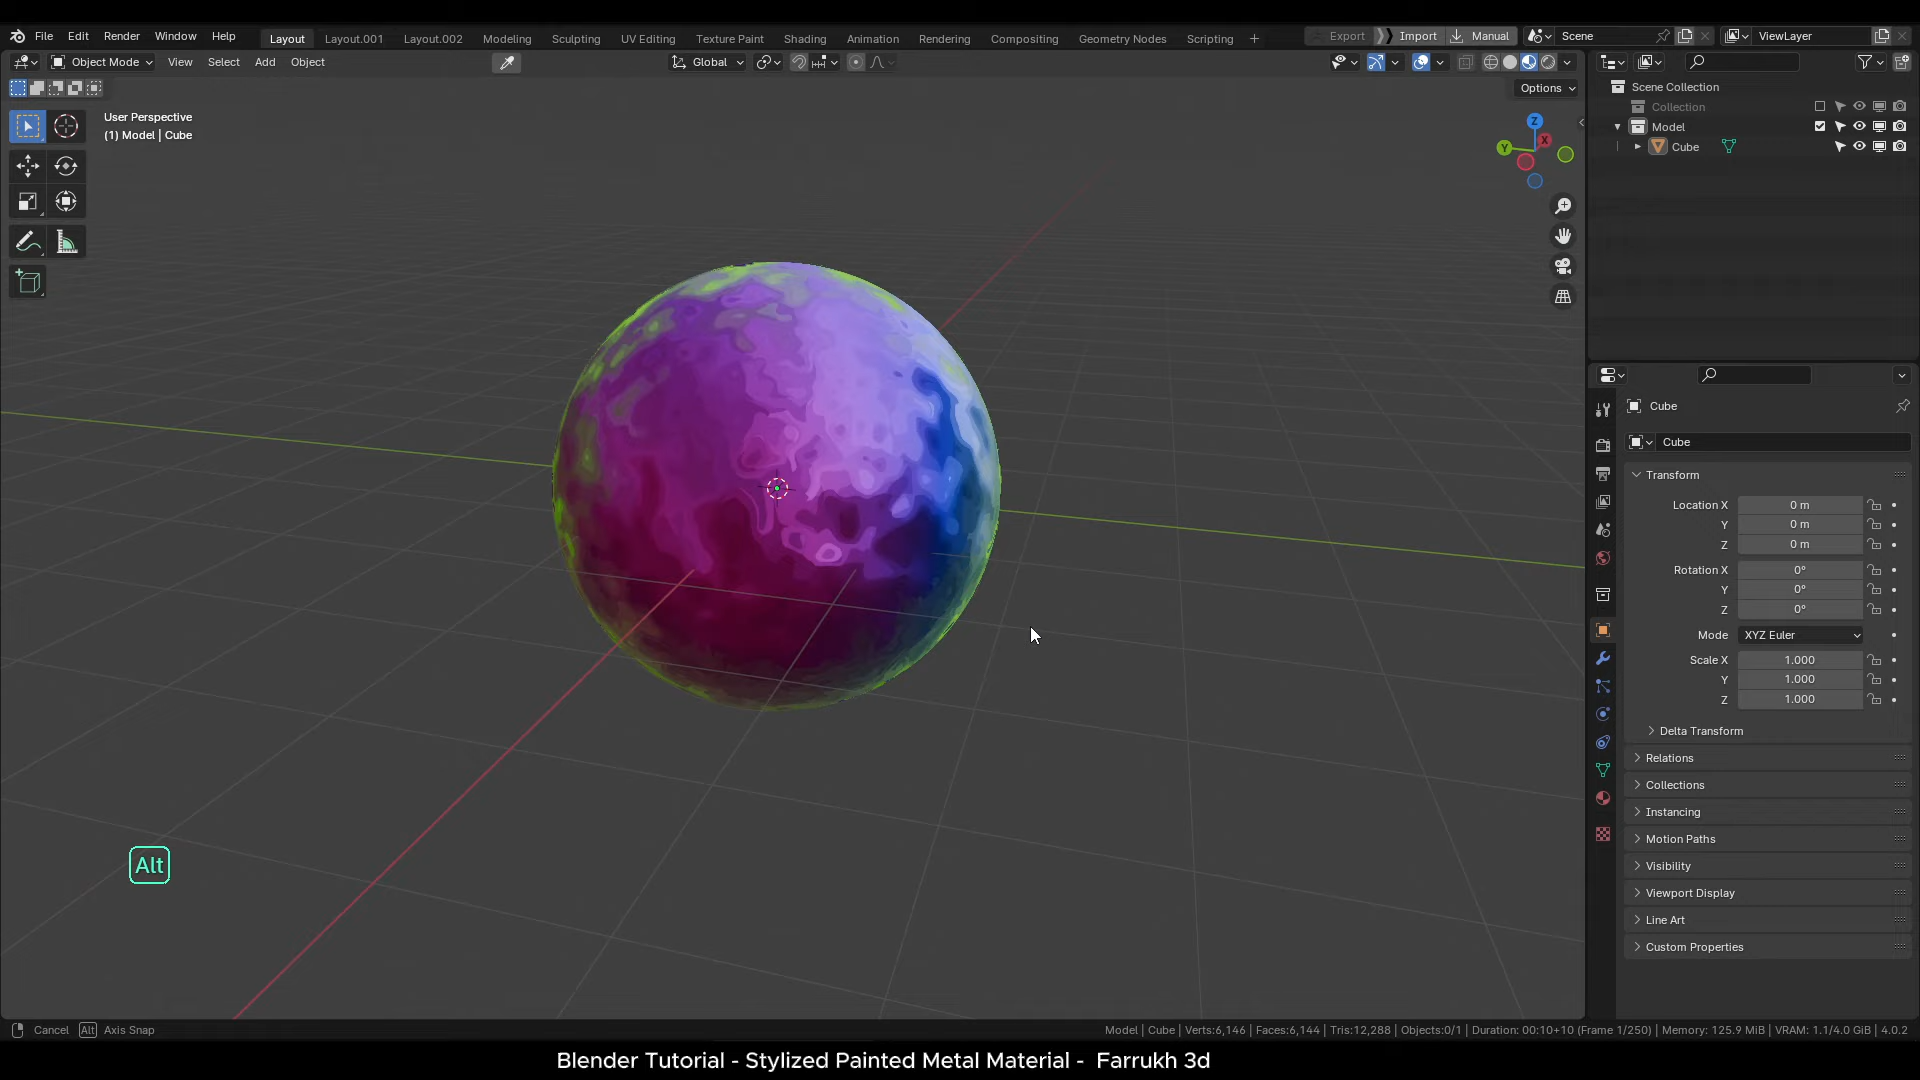 File Edit Render Window Help Layout Layout.001 Layout.002 Modeling Sculpting UV Editing Texture Paint Shading Animation Rendering Compositing Geometry Nodes Scripting + Export Import Manual Scene ViewLayer
Object Mode View Select Add Object Global
Options
User Perspective
(1) Model | Cube
Z
X
Y
Scene Collection
Collection
Model
Cube
Cube
Cube
Transform
Location X 0 m
Y 0 m
Z 0 m
Rotation X 0°
Y 0°
Z 0°
Mode XYZ Euler
Scale X 1.000
Y 1.000
Z 1.000
Delta Transform
Relations
Collections
Instancing
Motion Paths
Visibility
Viewport Display
Line Art
Custom Properties
Alt
Cancel Alt Axis Snap
Model | Cube | Verts:6,146 | Faces:6,144 | Tris:12,288 | Objects:0/1 | Duration: 00:10+10 (Frame 1/250) | Memory: 125.9 MiB | VRAM: 1.1/4.0 GiB | 4.0.2
Blender Tutorial - Stylized Painted Metal Material - Farrukh 3d